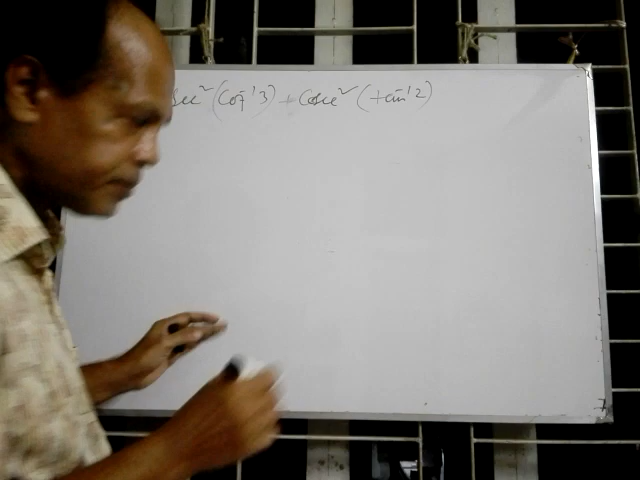 sec²(cot⁻¹3) + cosec²(tan⁻¹2)